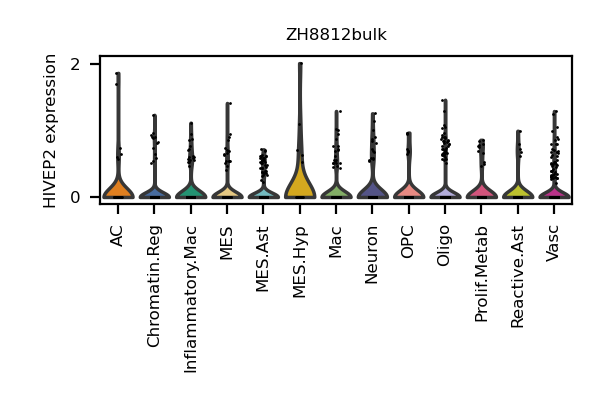 ZH8812bulk
HIVEP2 expression
2
0
AC
Chromatin.Reg
Inflammatory.Mac
MES
MES.Ast
MES.Hyp
Mac
Neuron
OPC
Oligo
Prolif.Metab
Reactive.Ast
Vasc